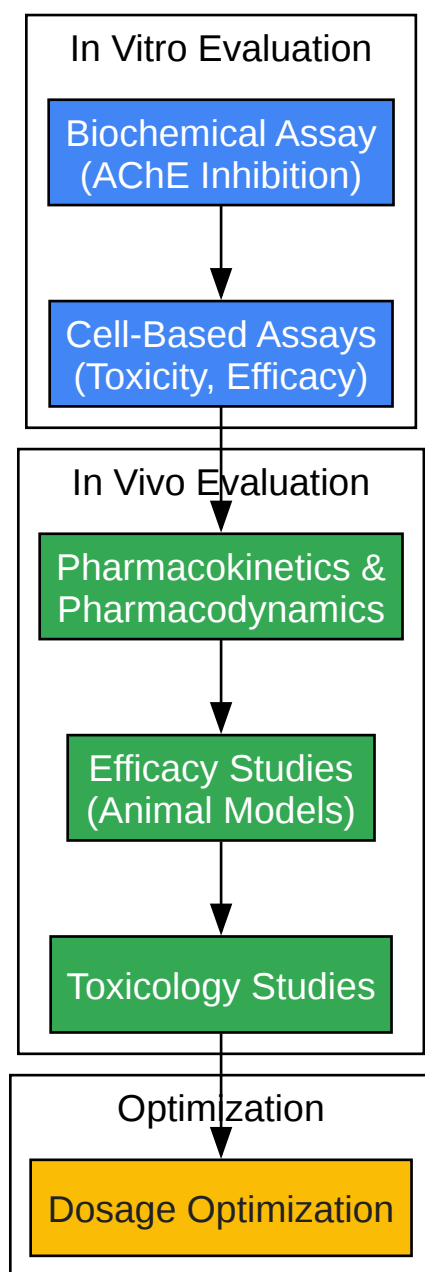 In Vitro Evaluation
Biochemical Assay
(AChE Inhibition)
Cell-Based Assays
(Toxicity, Efficacy)
In Vivo Evaluation
Pharmacokinetics &
Pharmacodynamics
Efficacy Studies
(Animal Models)
Toxicology Studies
Optimization
Dosage Optimization